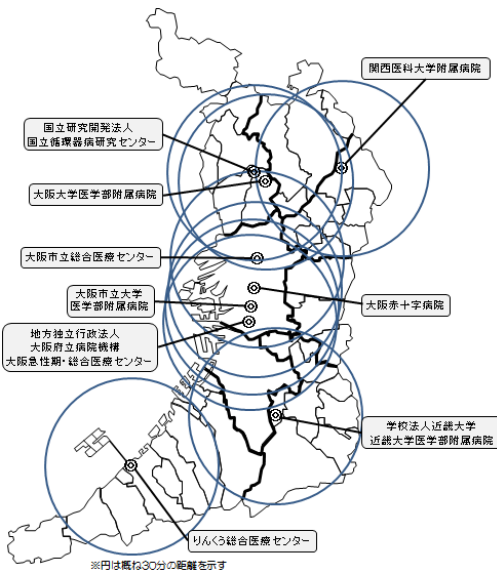 関西医科大学附属病院
国立研究開発法人
国立循環器病研究センター
大阪大学医学部附属病院
大阪市立総合医療センター
大阪市立大学
医学部附属病院
大阪赤十字病院
地方独立行政法人
大阪府立病院機構
大阪急性期・総合医療センター
学校法人近畿大学
近畿大学医学部附属病院
りんくう総合医療センター
※円は概ね30分の距離を示す